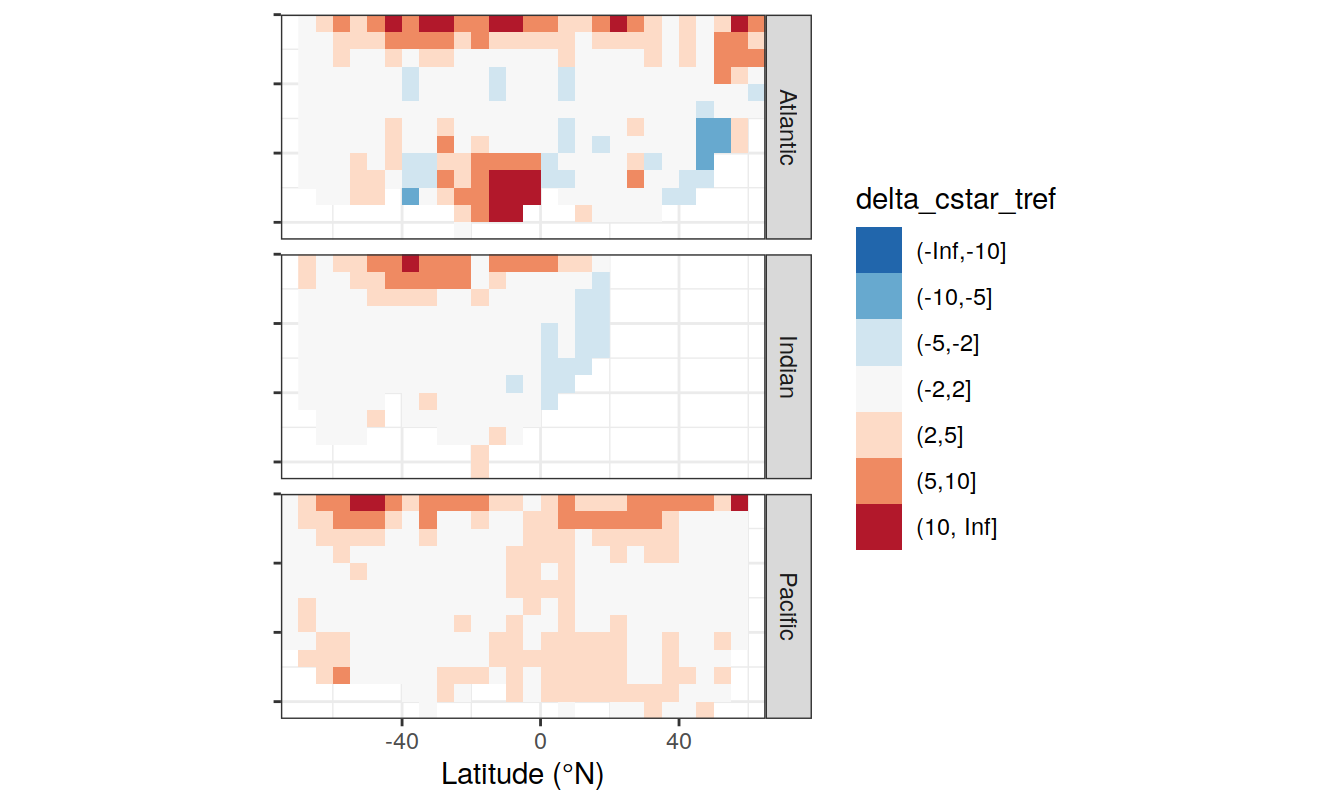 Atlantic
Indian
Pacific
-40
0
40
Latitude (°N)
delta_cstar_tref
(-Inf,-10]
(-10,-5]
(-5,-2]
(-2,2]
(2,5]
(5,10]
(10, Inf]